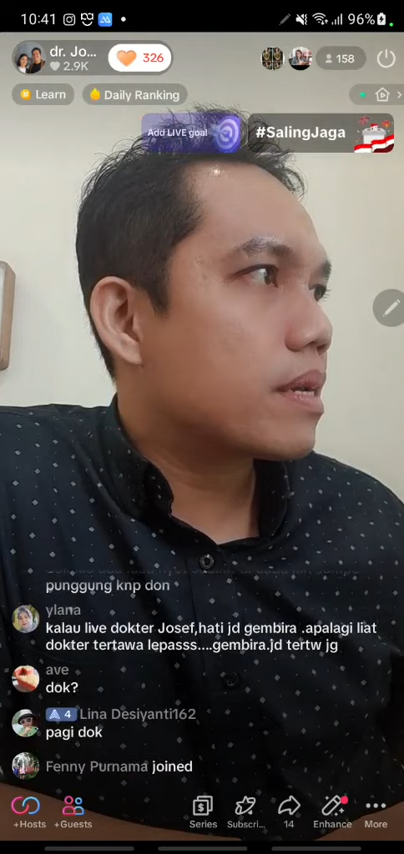 10:41
96%
dr. Jo...
2.9K
326
158
Learn
Daily Ranking
Add LIVE goal
#SalingJaga
punggung knp don
ylana
kalau live dokter Josef,hati jd gembira .apalagi liat
dokter tertawa lepasss....gembira.jd tertw jg
ave
dok?
4 Lina Desiyanti162
pagi dok
Fenny Purnama joined
+Hosts
+Guests
Series
Subscri...
14
Enhance
More